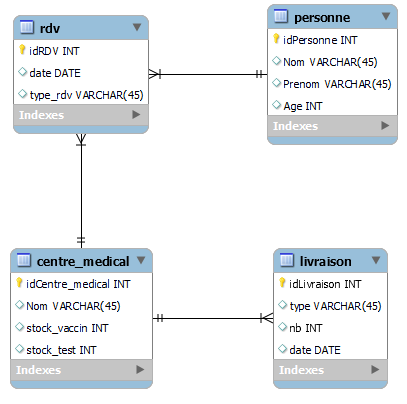 rdv
idRDV INT
date DATE
type_rdv VARCHAR(45)
Indexes
personne
idPersonne INT
Nom VARCHAR(45)
Prenom VARCHAR(45)
Age INT
Indexes
centre_medical
idCentre_medical INT
Nom VARCHAR(45)
stock_vaccin INT
stock_test INT
Indexes
livraison
idLivraison INT
type VARCHAR(45)
nb INT
date DATE
Indexes